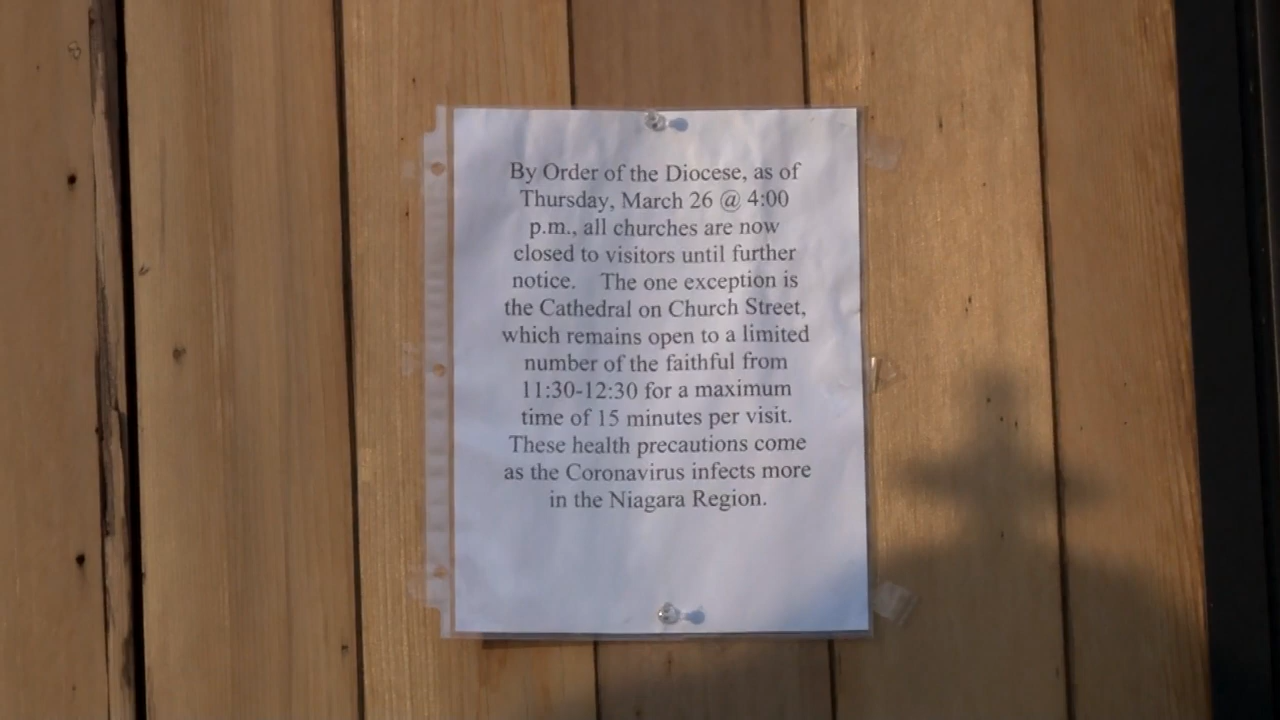 By Order of the Diocese, as of
Thursday, March 26 @ 4:00
p.m., all churches are now
closed to visitors until further
notice.    The one exception is
the Cathedral on Church Street,
which remains open to a limited
number of the faithful from
11:30-12:30 for a maximum
time of 15 minutes per visit.
These health precautions come
as the Coronavirus infects more
in the Niagara Region.